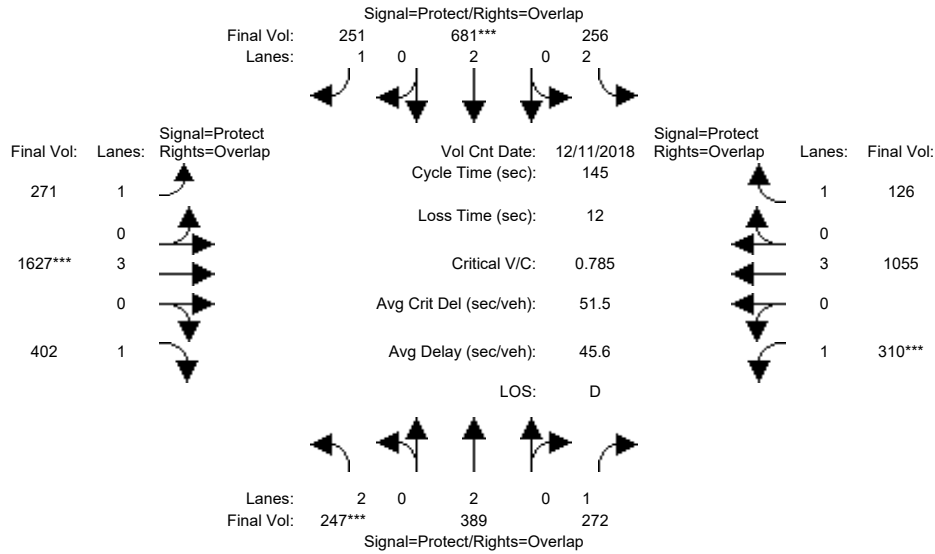 Signal=Protect/Rights=Overlap
Final Vol: 251 681*** 256
Lanes: 1 0 2 0 2
Signal=Protect Signal=Protect
Final Vol: Lanes: Rights=Overlap Vol Cnt Date: 12/11/2018 Rights=Overlap Lanes: Final Vol:
Cycle Time (sec): 145
271 1 1 126
Loss Time (sec): 12
0 0
1627*** 3 Critical V/C: 0.785 3 1055
0 Avg Crit Del (sec/veh): 51.5 0
402 1 Avg Delay (sec/veh): 45.6 1 310***
LOS: D
Lanes: 2 0 2 0 1
Final Vol: 247*** 389 272
Signal=Protect/Rights=Overlap